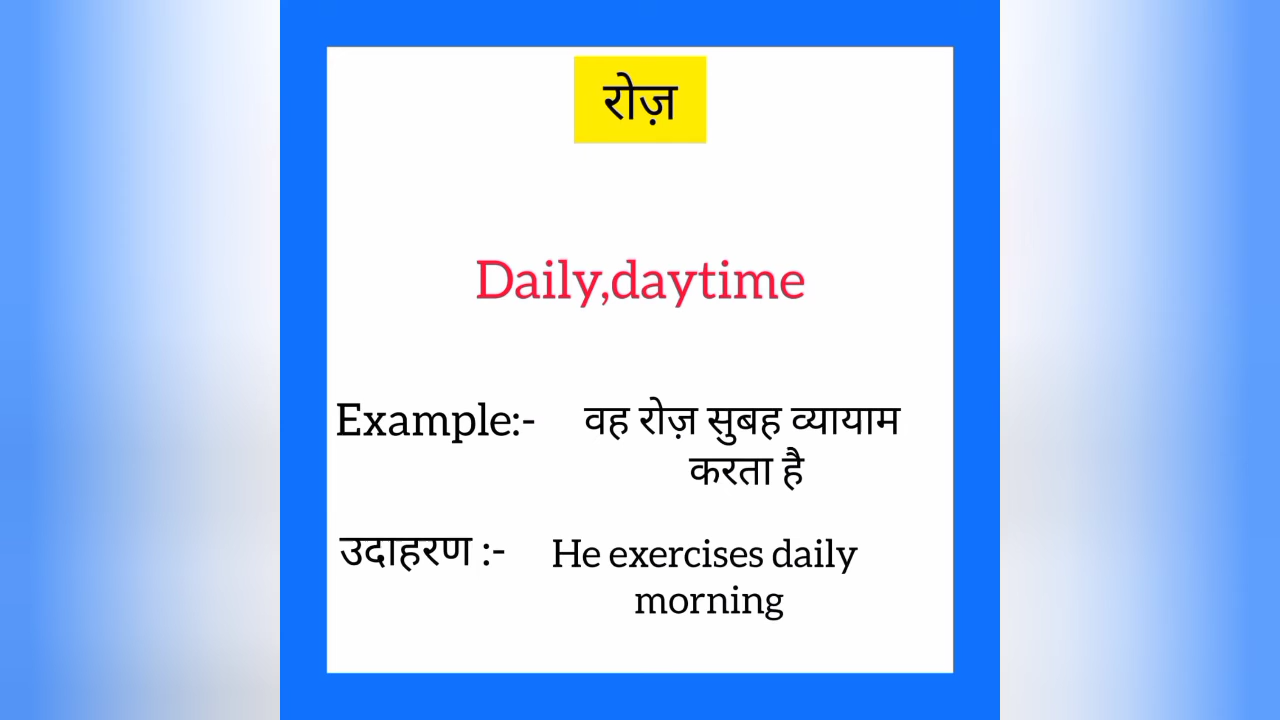 रोज़
Daily,daytime
Example:- वह रोज़ सुबह व्यायाम
करता है
उदाहरण :- He exercises daily
morning